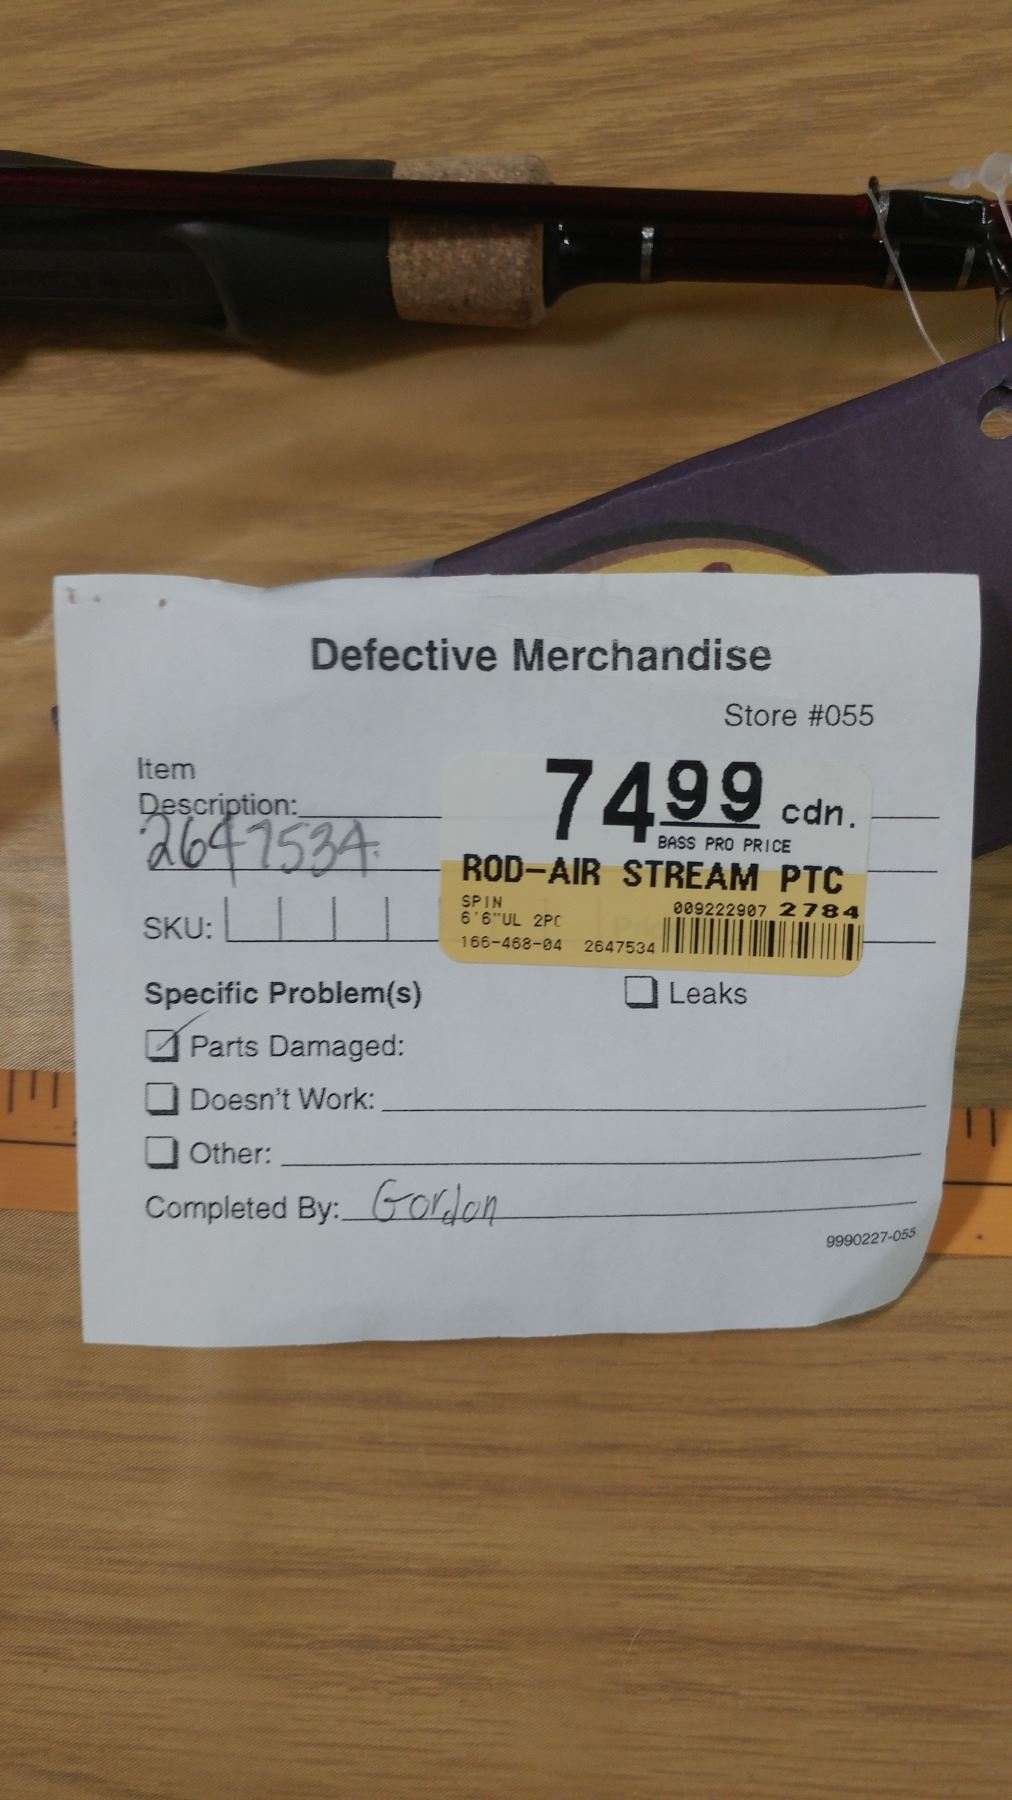 Defective Merchandise
Store #055
Item
Description:
2647534
7499 cdn.
BASS PRO PRICE
ROD-AIR STREAM PTC
SPIN
009222907 2784
6'6"UL 2PC
166-468-04 2647534
SKU:
Specific Problem(s)
Leaks
Parts Damaged:
Doesn't Work:
Other:
Completed By: Gordon
9990227-055